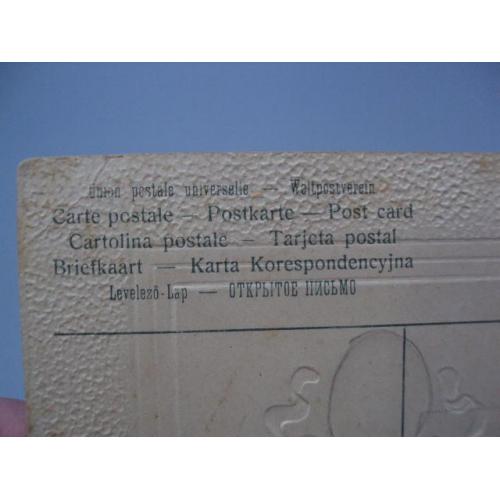 Union postale universelle — Weltpostverein
Carte postale — Postkarte — Post card
Cartolina postale — Tarjeta postal
Briefkaart — Karta Korespondencyjna
Levelező-Lap — ОТКРЫТОЕ ПИСЬМО